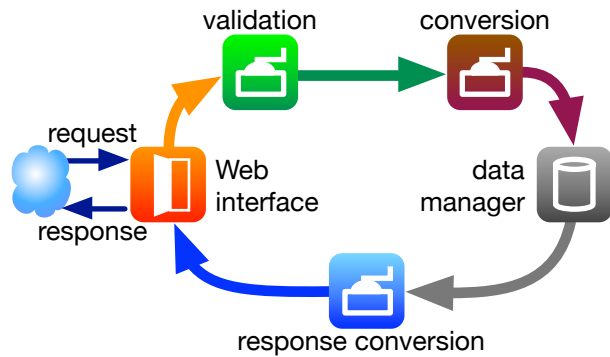 validation
conversion
request
Web
interface
data
manager
response
response conversion